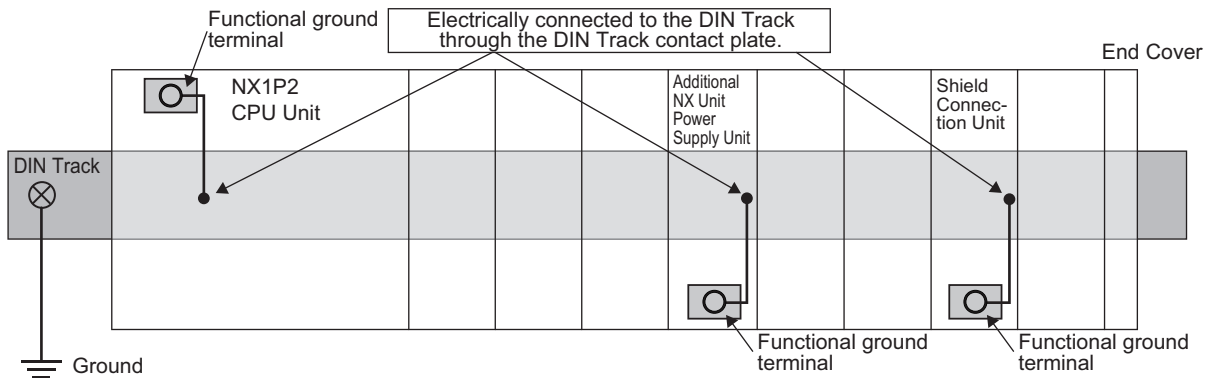 Functional ground
terminal
Electrically connected to the DIN Track
through the DIN Track contact plate.
End Cover
NX1P2
CPU Unit
Additional
NX Unit
Power
Supply Unit
Shield
Connec-
tion Unit
DIN Track
Functional ground
terminal
Functional ground
terminal
Ground